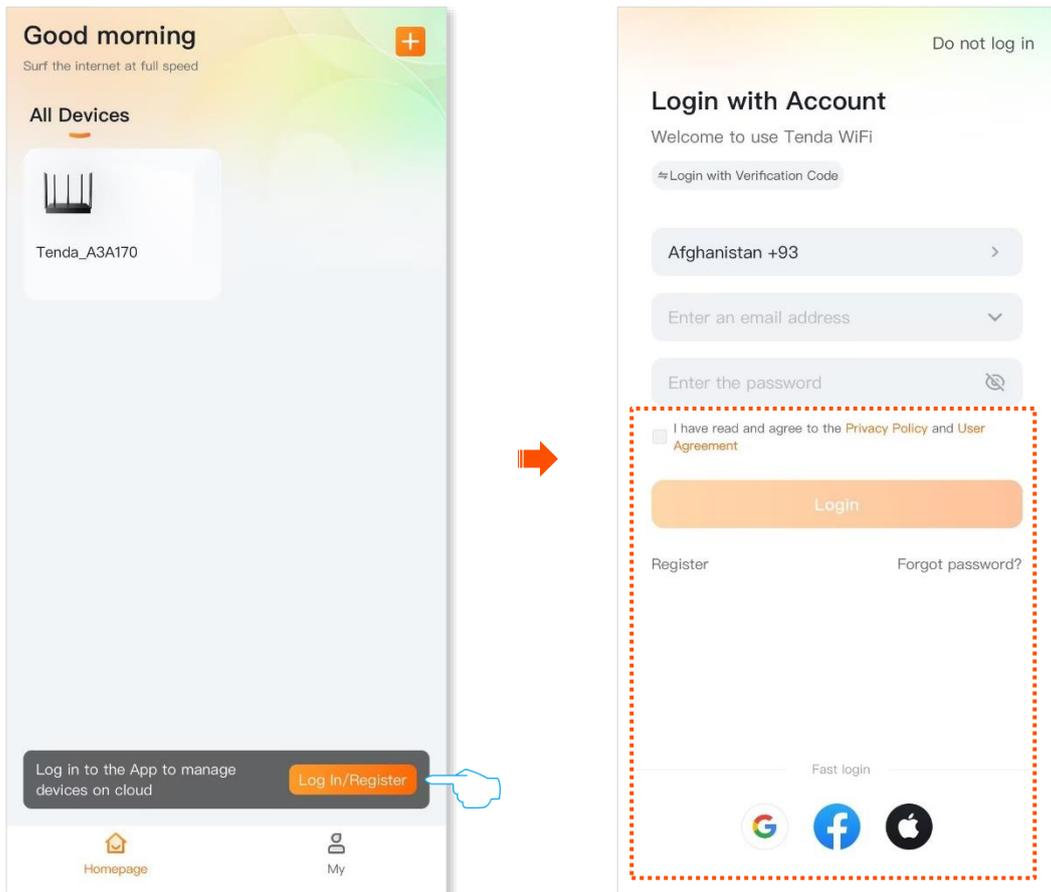 Good morning
Surf the internet at full speed
All Devices
Tenda_A3A170
Log in to the App to manage
devices on cloud
Log In/Register
Homepage
My
Do not log in
Login with Account
Welcome to use Tenda WiFi
⇋Login with Verification Code
Afghanistan +93
Enter an email address
Enter the password
I have read and agree to the Privacy Policy and User
Agreement
Login
Register
Forgot password?
Fast login